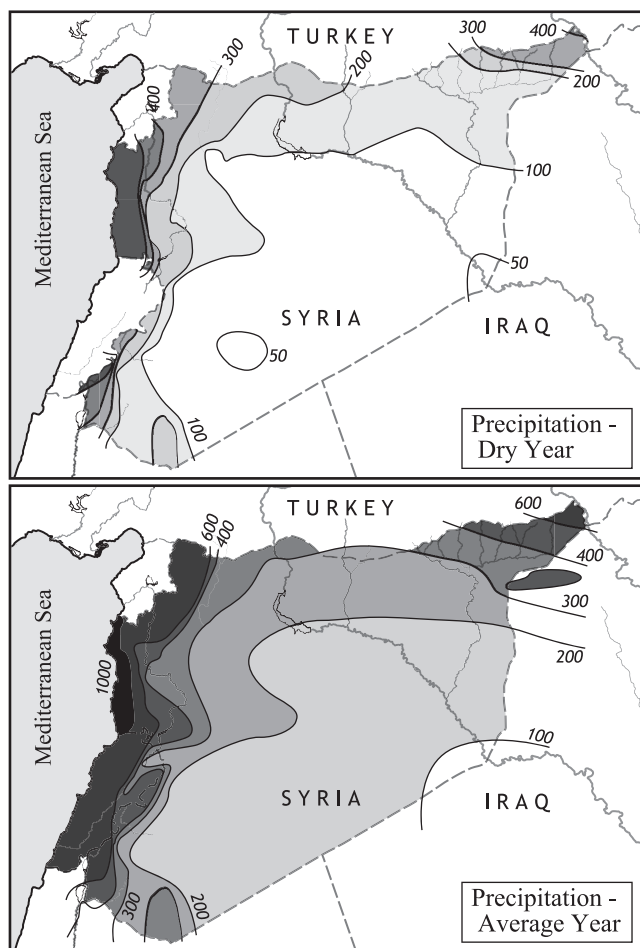 TURKEY
300
400
200
300
200
400
Mediterranean Sea
100
50
SYRIA
IRAQ
50
100
Precipitation -
Dry Year
TURKEY
600
600
400
400
300
200
1000
Mediterranean Sea
100
SYRIA
IRAQ
300
200
Precipitation -
Average Year